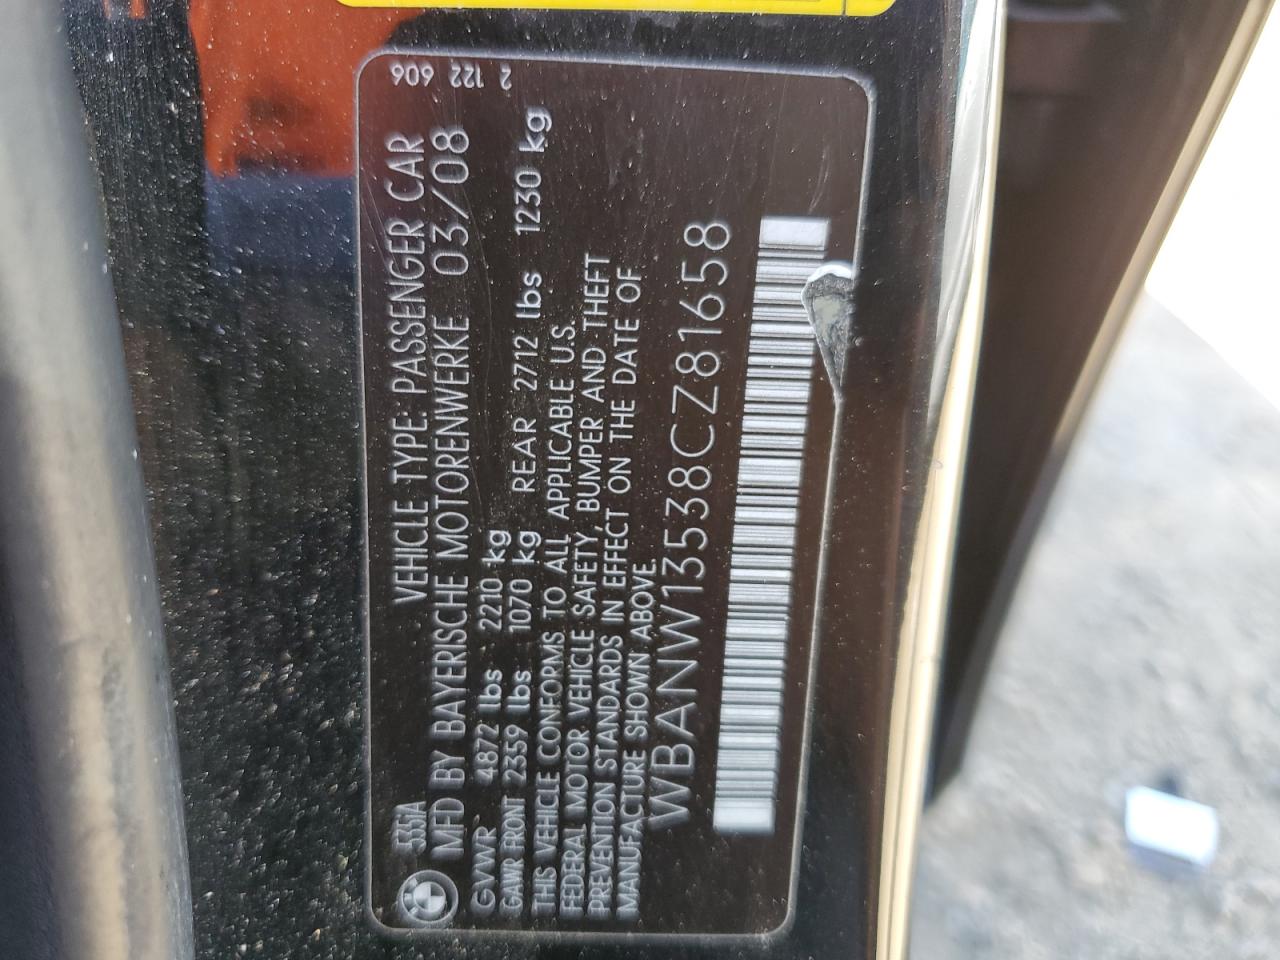 535iA VEHICLE TYPE: PASSENGER CAR 2 122 606
MFD BY BAYERISCHE MOTORENWERKE 03/08
GVWR 4872 lbs 2210 kg
GAWR FRONT 2359 lbs 1070 kg REAR 2712 lbs 1230 kg
THIS VEHICLE CONFORMS TO ALL APPLICABLE U.S.
FEDERAL MOTOR VEHICLE SAFETY, BUMPER AND THEFT
PREVENTION STANDARDS IN EFFECT ON THE DATE OF
MANUFACTURE SHOWN ABOVE.
WBANW13538CZ81658